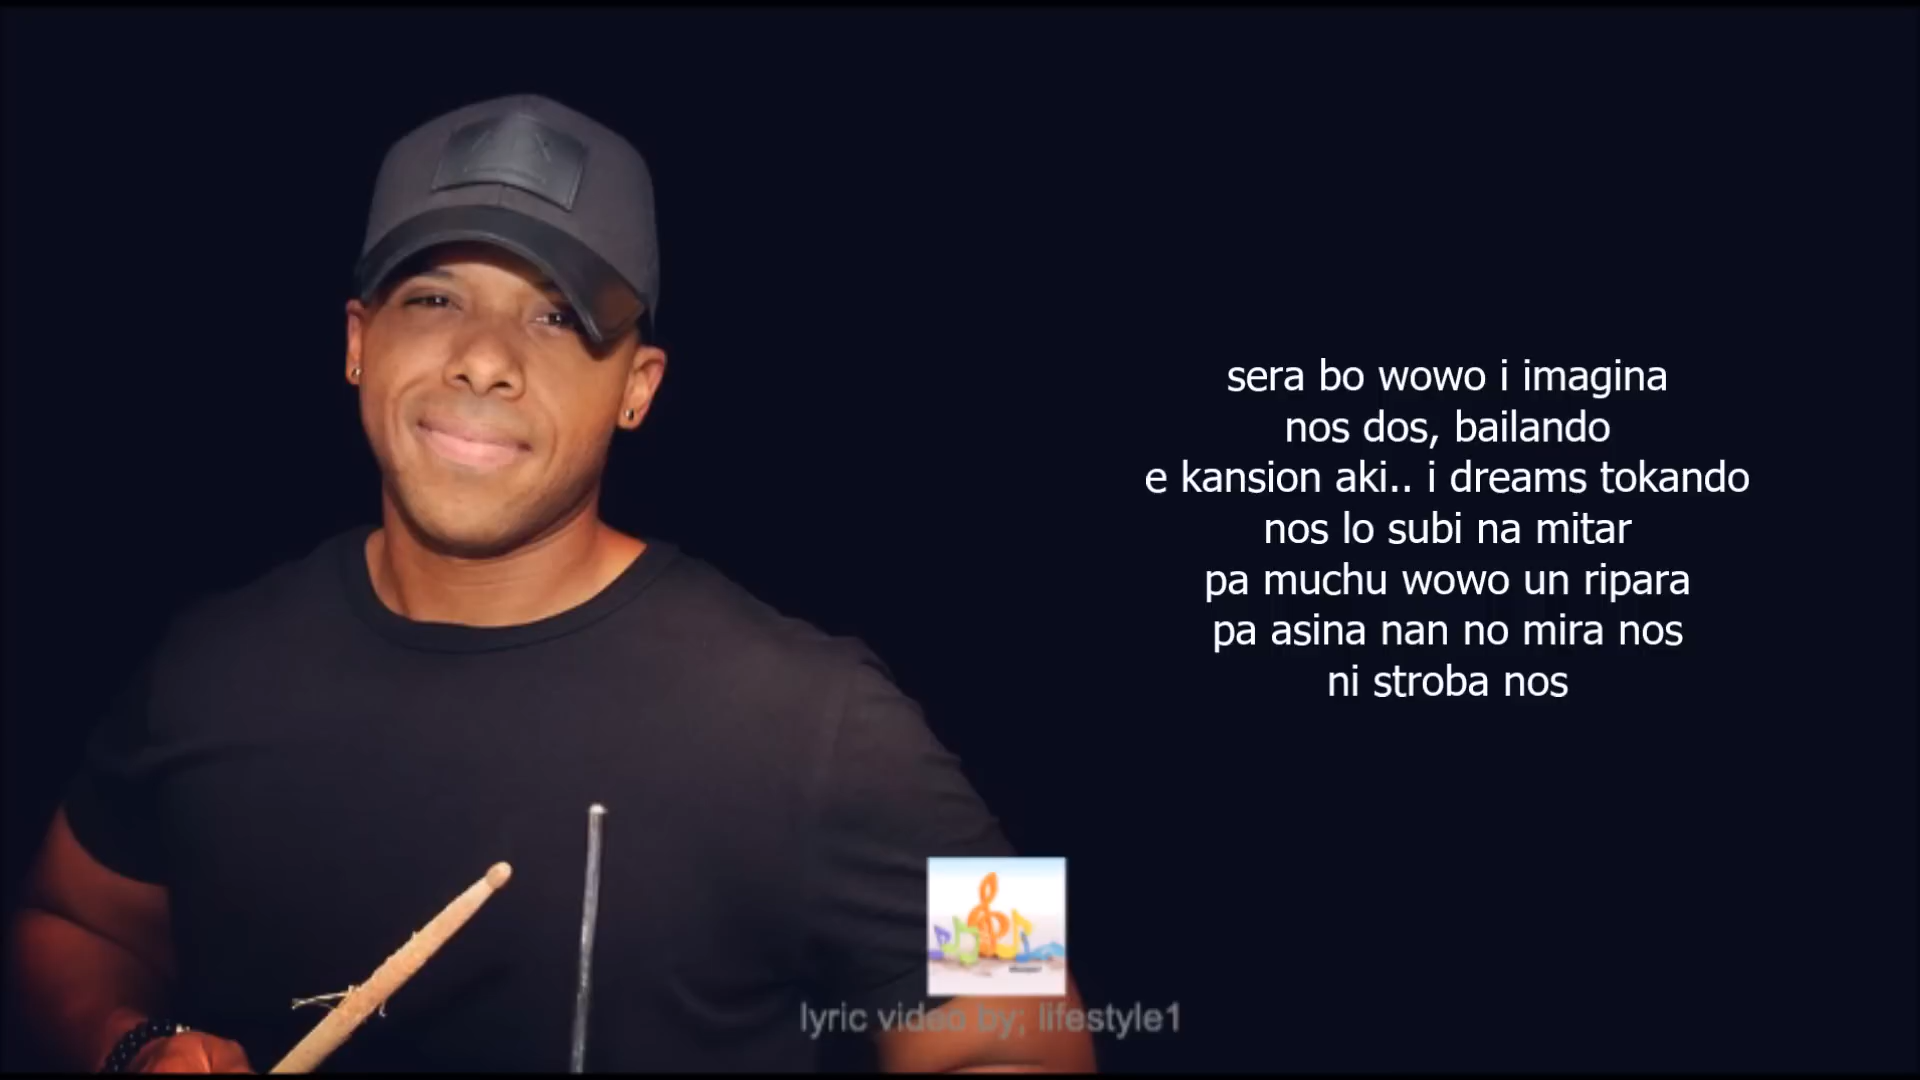 sera bo wowo i imagina
nos dos, bailando
e kansion aki.. i dreams tokando
nos lo subi na mitar
pa muchu wowo un ripara
pa asina nan no mira nos
ni stroba nos
lyric video by; lifestyle1